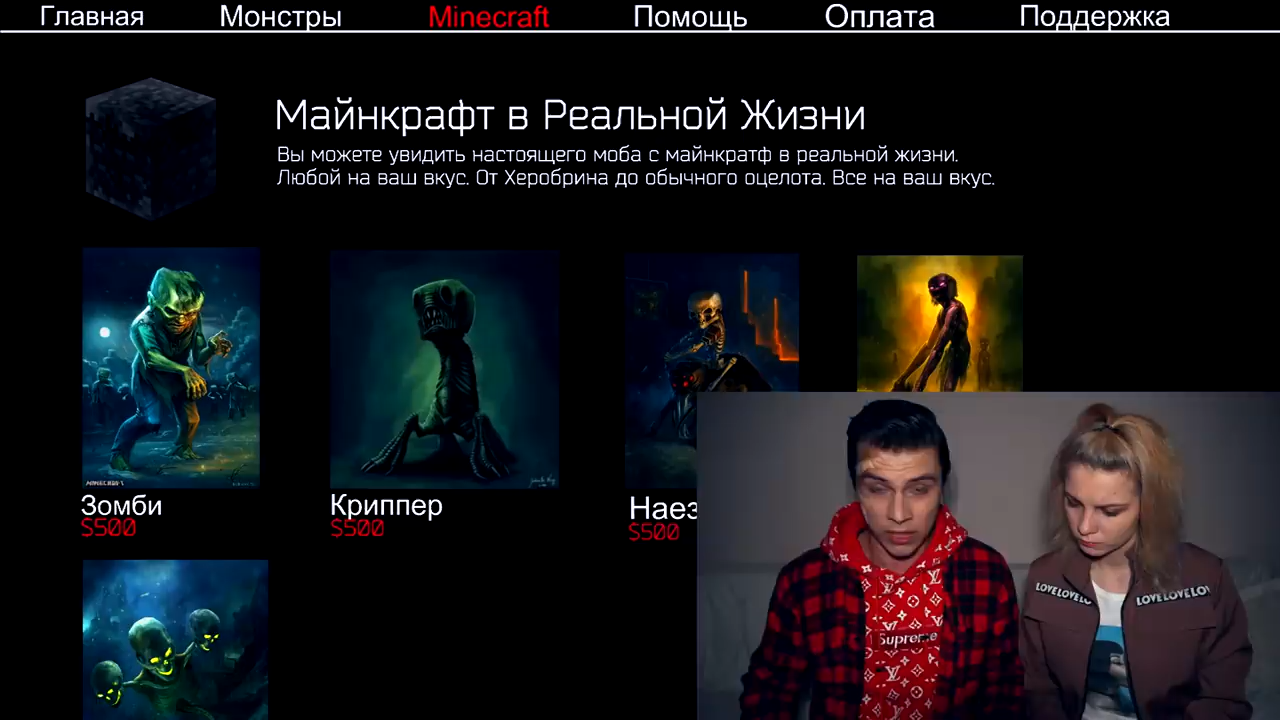 Главная Монстры Minecraft Помощь Оплата Поддержка
Майнкрафт в Реальной Жизни
Вы можете увидить настоящего моба с майнкратф в реальной жизни.
Любой на ваш вкус. От Херобрина до обычного оцелота. Все на ваш вкус.
MINECRAFT
Зомби Криппер Наез
$500 $500 $500
LOVELOVELO LOVELOVELOV
Supreme